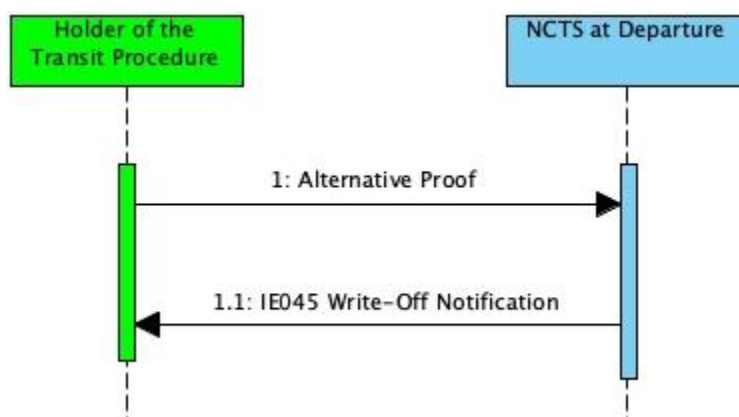 Holder of the
Transit Procedure
NCTS at Departure
1: Alternative Proof
1.1: IE045 Write-Off Notification